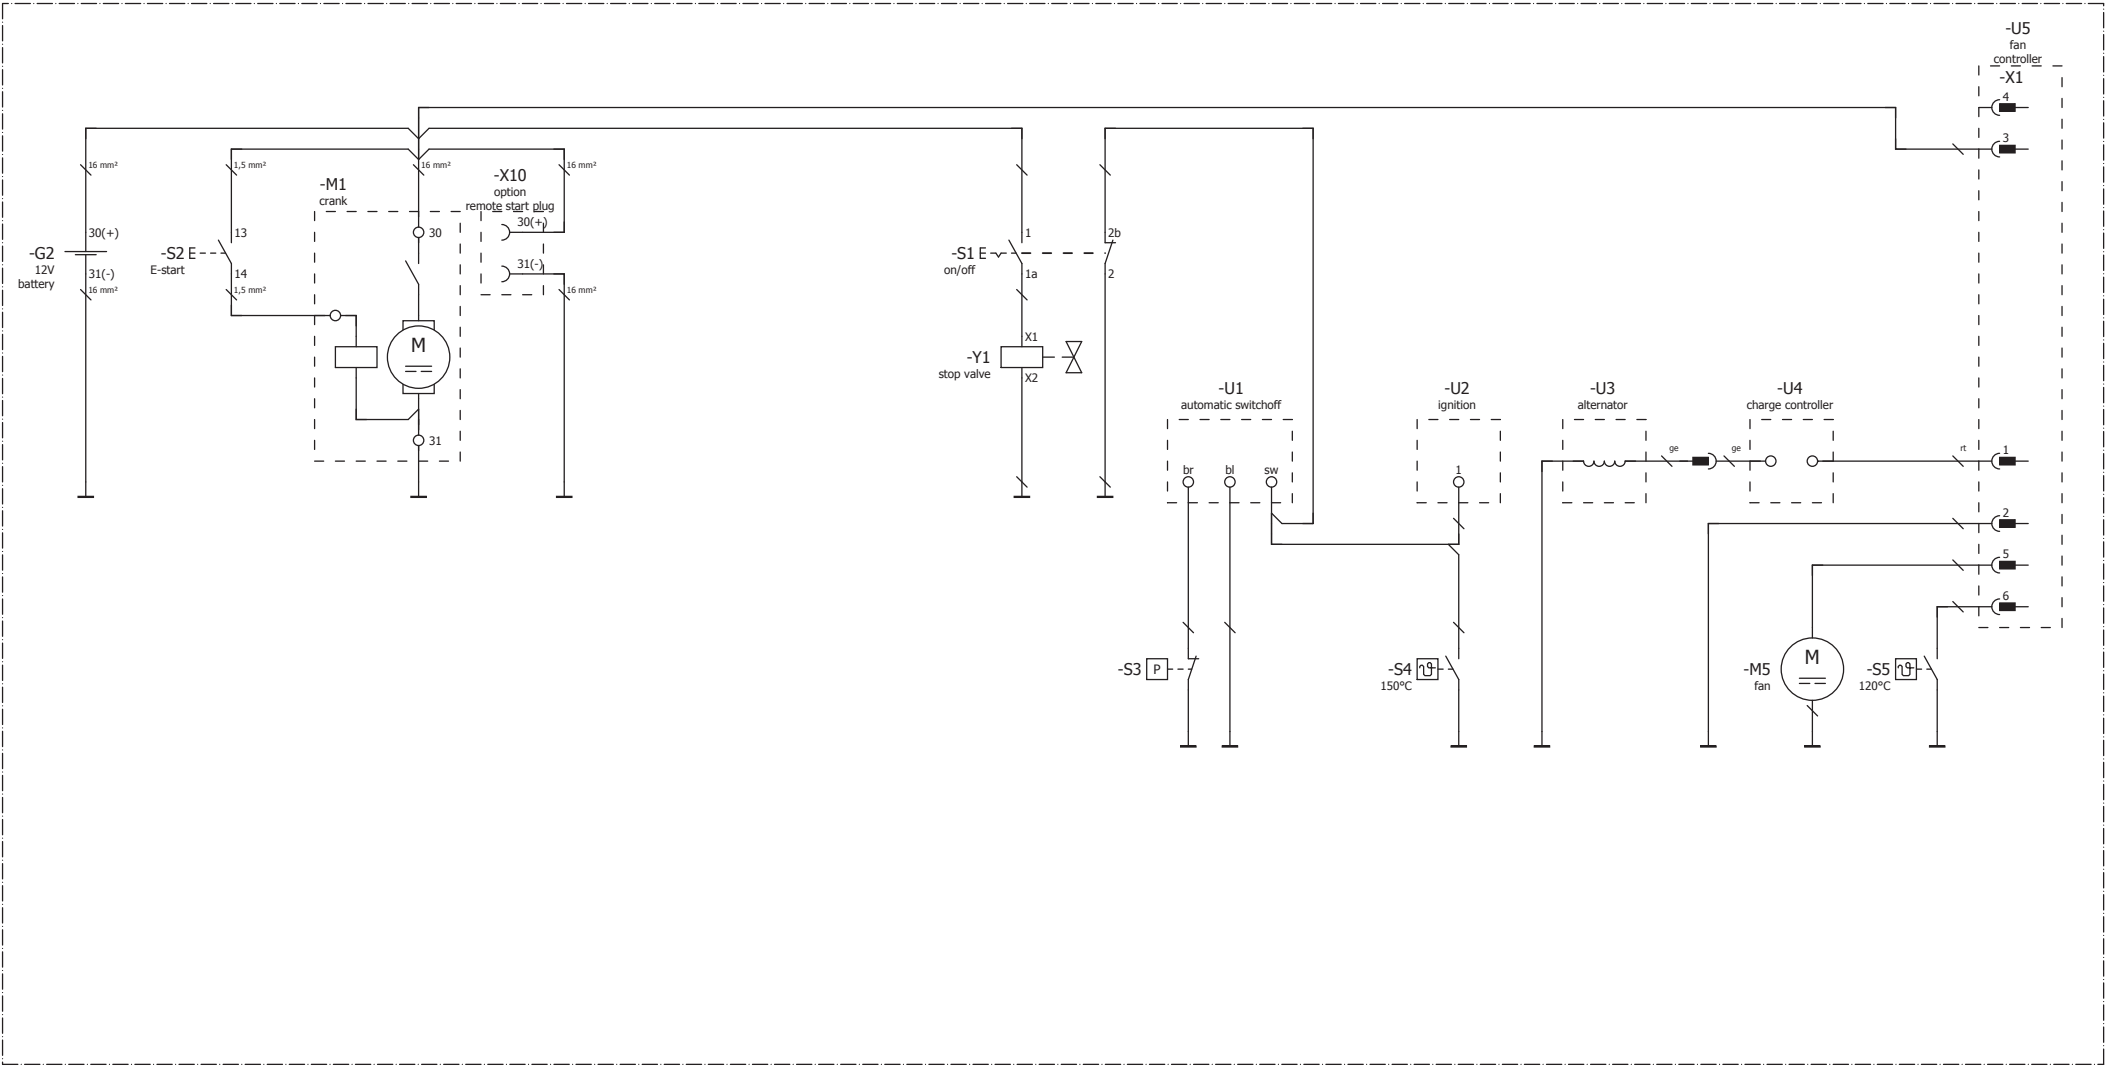 -U5
fan
controller
-X1
4
3
16 mm²
1,5 mm²
16 mm²
16 mm²
-M1
crank
-X10
option
remote start plug
30(+)
31(-)
16 mm²
30(+)
-G2
12V
battery
31(-)
16 mm²
13
-S2 E
E-start
14
1,5 mm²
30
M
31
1
-S1 E
on/off
1a
2b
2
X1
-Y1
stop valve
X2
-U1
automatic switchoff
br
bl
sw
-U2
ignition
1
-U3
alternator
ge
ge
-U4
charge controller
rt
1
2
5
6
-S3
P
-S4
150°C
ϑ
-M5
fan
M
-S5
120°C
ϑ